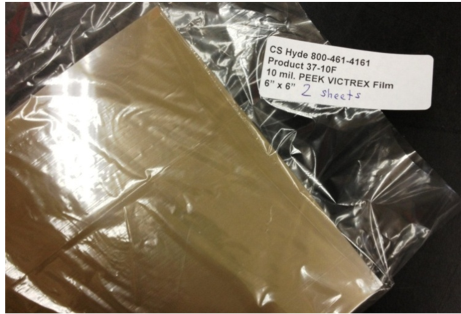 CS Hyde 800-461-4161
Product 37-10F
10 mil. PEEK VICTREX Film
6" x 6" 2 sheets